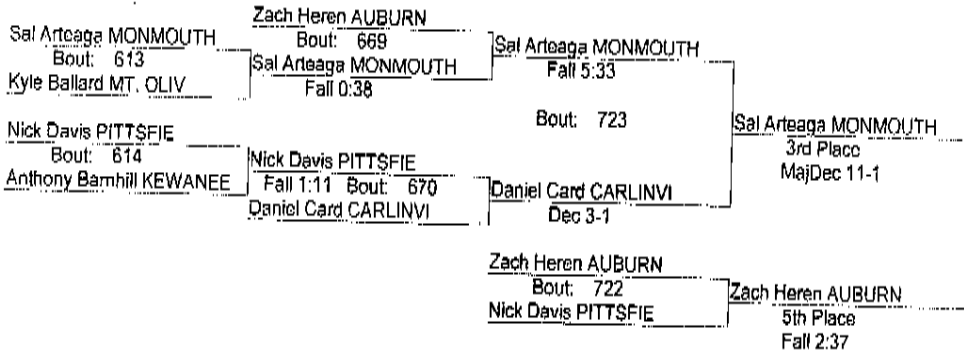 Sal Arteaga MONMOUTH
Bout: 613
Kyle Ballard MT. OLIV
Nick Davis PITTSFIE
Bout: 614
Anthony Barnhill KEWANEE
Zach Heren AUBURN
Bout: 669
Sal Arteaga MONMOUTH
Fall 0:38
Nick Davis PITTSFIE
Fall 1:11 Bout: 670
Daniel Card CARLINVI
Sal Arteaga MONMOUTH
Fall 5:33
Bout: 723
Daniel Card CARLINVI
Dec 3-1
Sal Arteaga MONMOUTH
3rd Place
MajDec 11-1
Zach Heren AUBURN
Bout: 722
Nick Davis PITTSFIE
Zach Heren AUBURN
5th Place
Fall 2:37